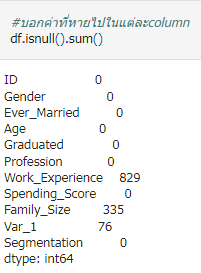 #บอกค่าที่หายไปในแต่ละcolumn
df.isnull().sum()
ID 0
Gender 0
Ever_Married 0
Age 0
Graduated 0
Profession 0
Work_Experience 829
Spending_Score 0
Family_Size 335
Var_1 76
Segmentation 0
dtype: int64